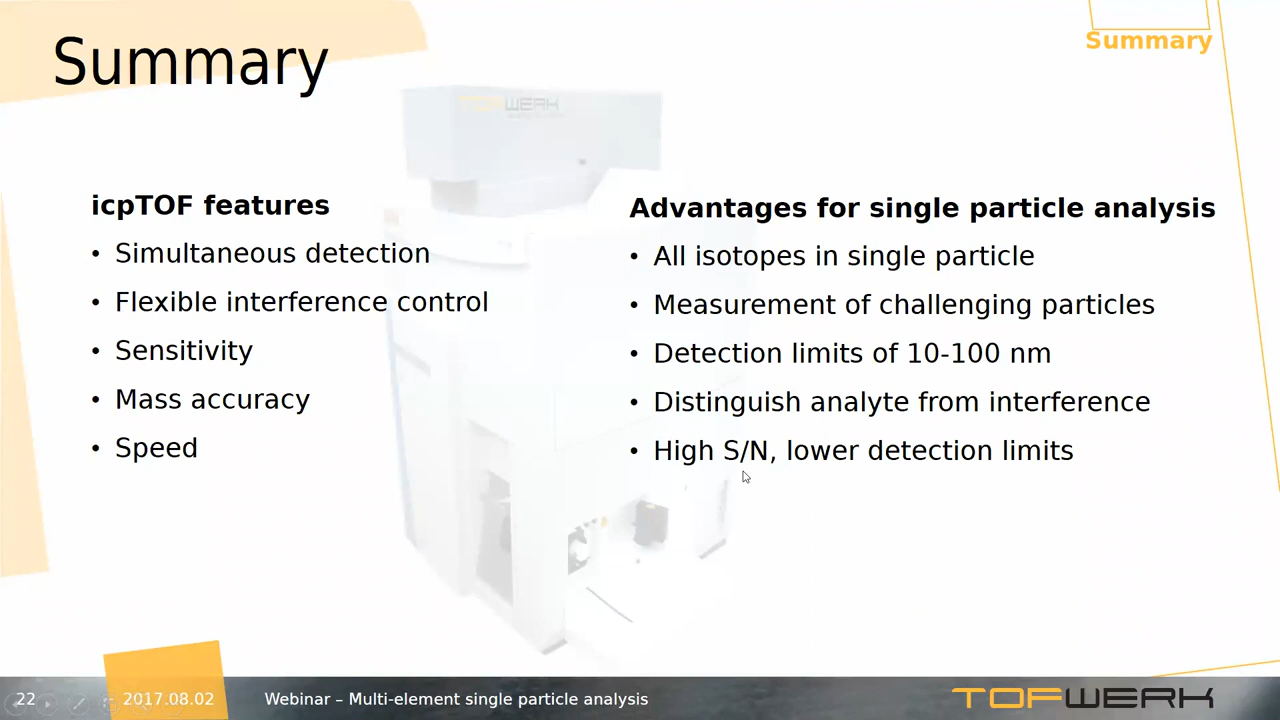 Summary
Summary
TOFWERK
icpTOF features
• Simultaneous detection
• Flexible interference control
• Sensitivity
• Mass accuracy
• Speed
Advantages for single particle analysis
• All isotopes in single particle
• Measurement of challenging particles
• Detection limits of 10-100 nm
• Distinguish analyte from interference
• High S/N, lower detection limits
22
2017.08.02
Webinar – Multi-element single particle analysis
TOFWERK